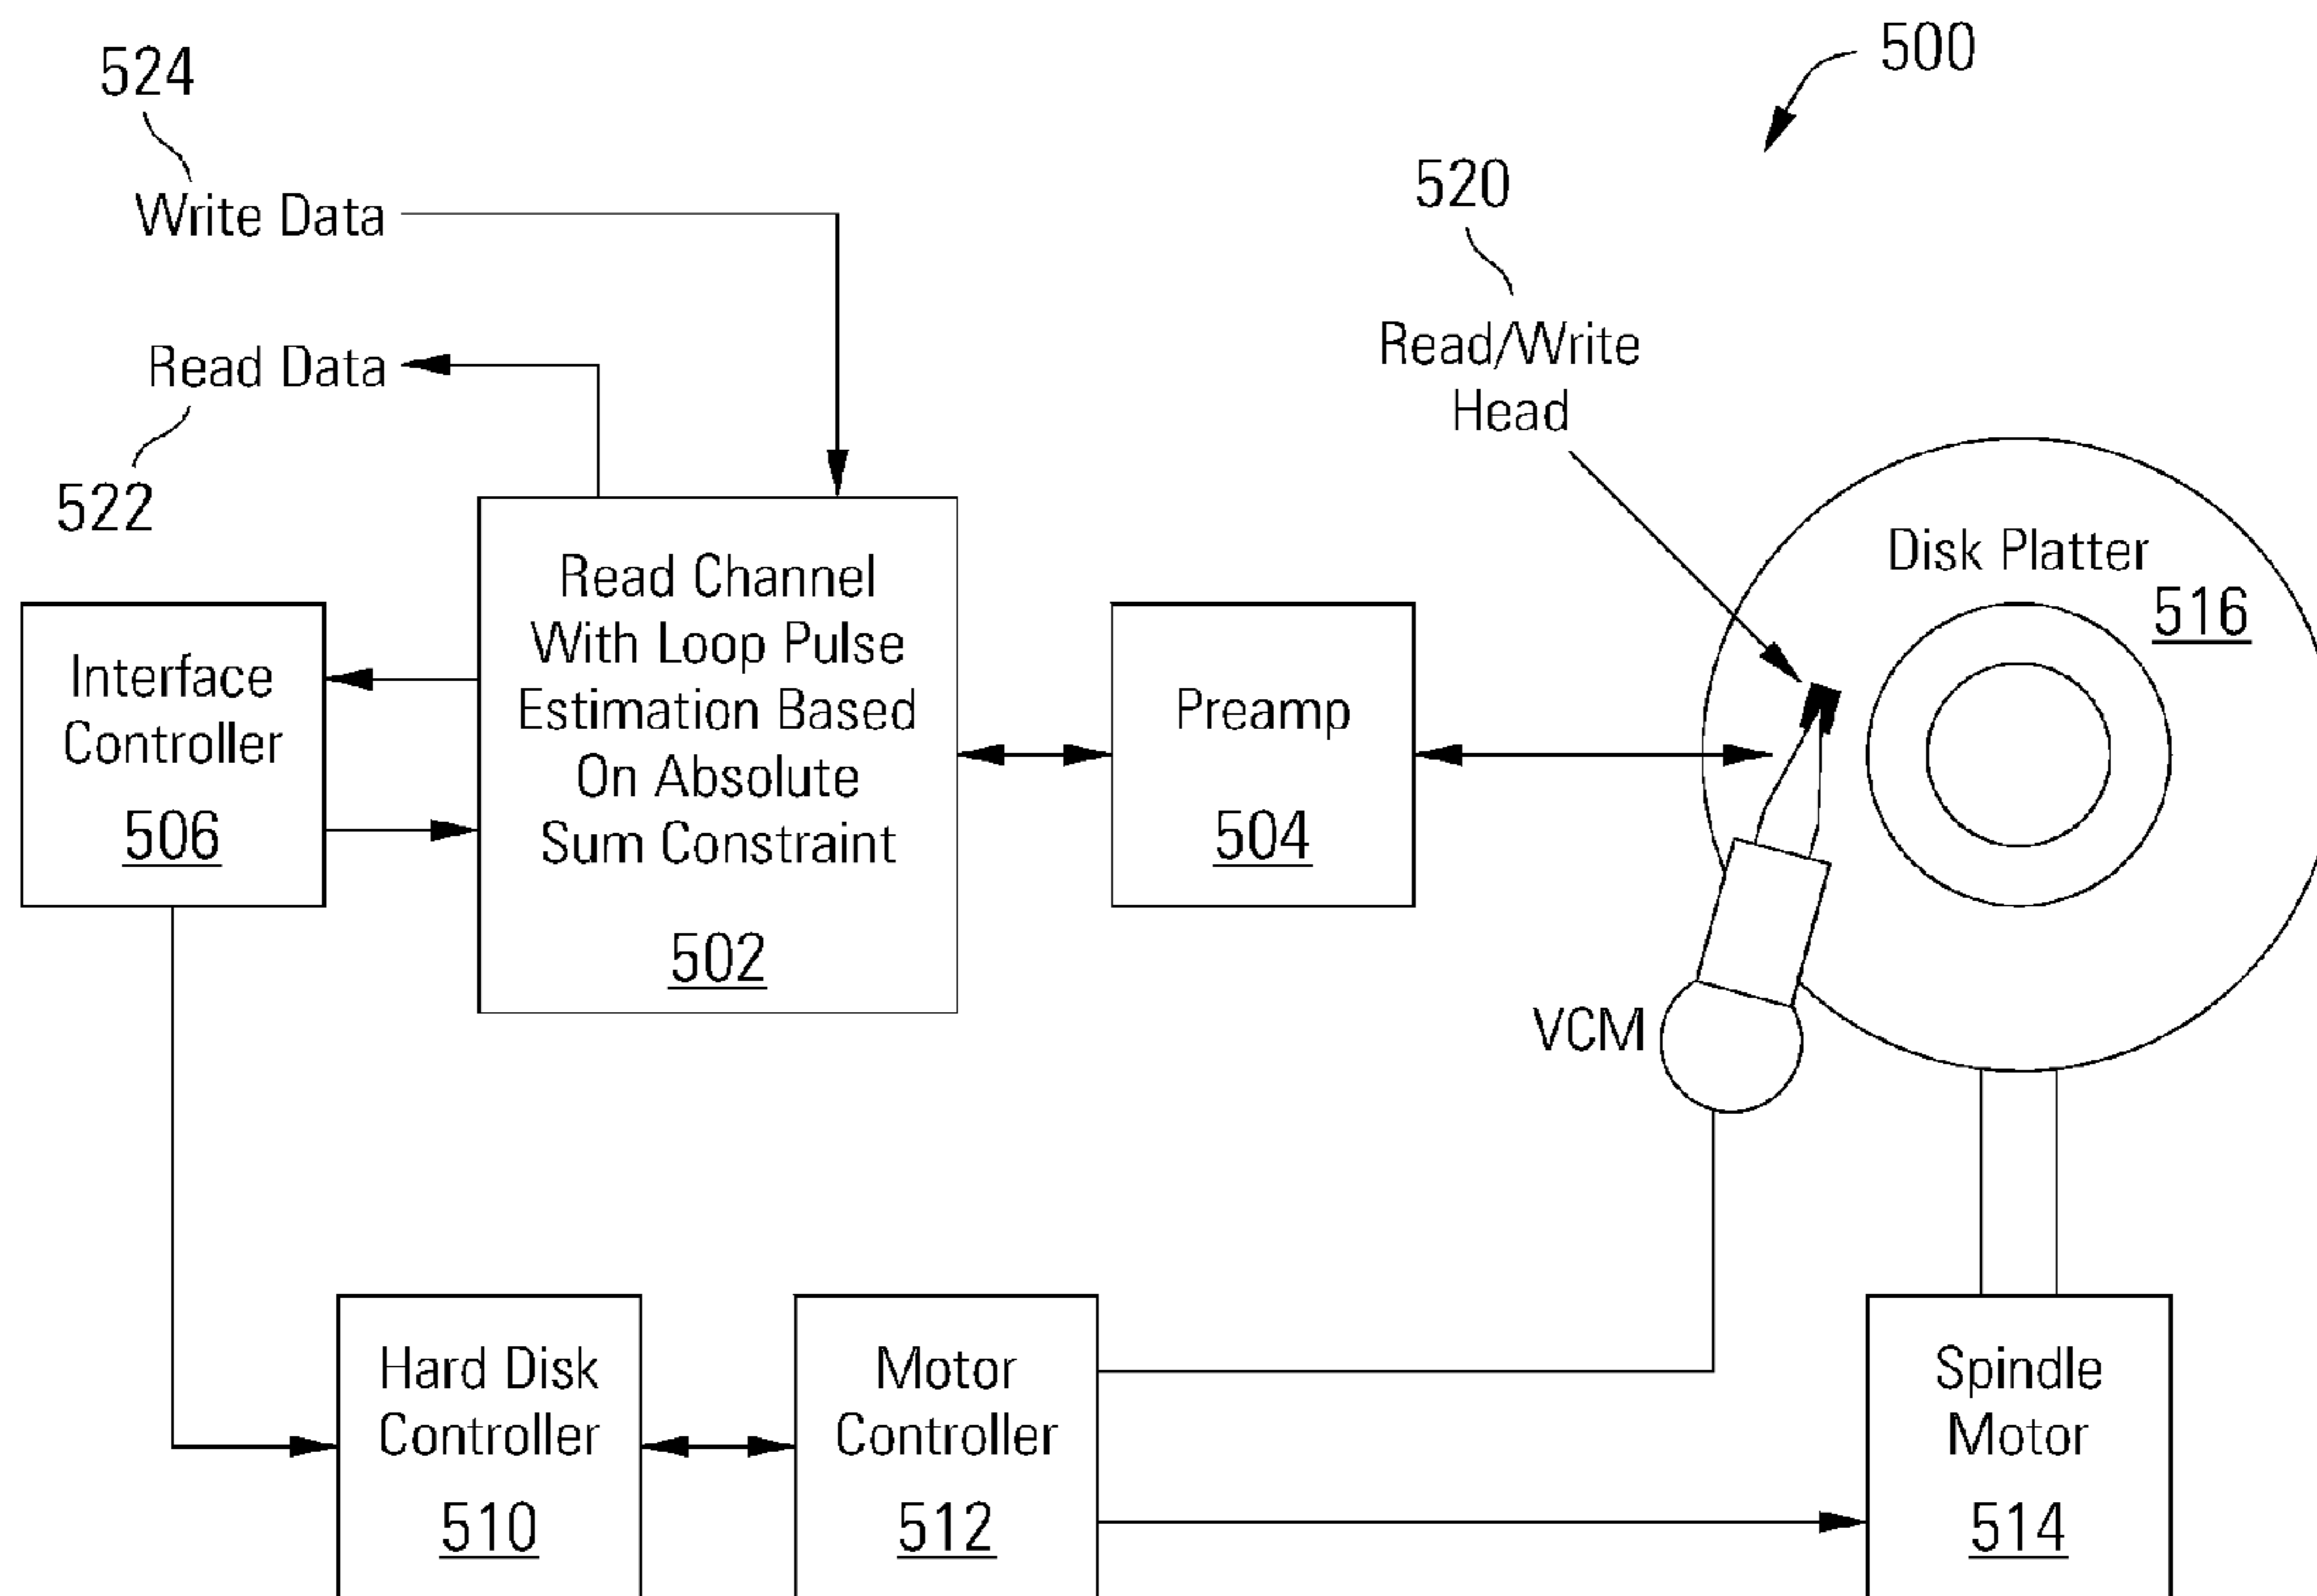 500
524
Write Data
520
Read/Write
Head
Read Data
522
Read Channel
With Loop Pulse
Estimation Based
On Absolute
Sum Constraint
502
Interface
Controller
506
Preamp
504
Disk Platter
516
VCM
Hard Disk
Controller
510
Motor
Controller
512
Spindle
Motor
514